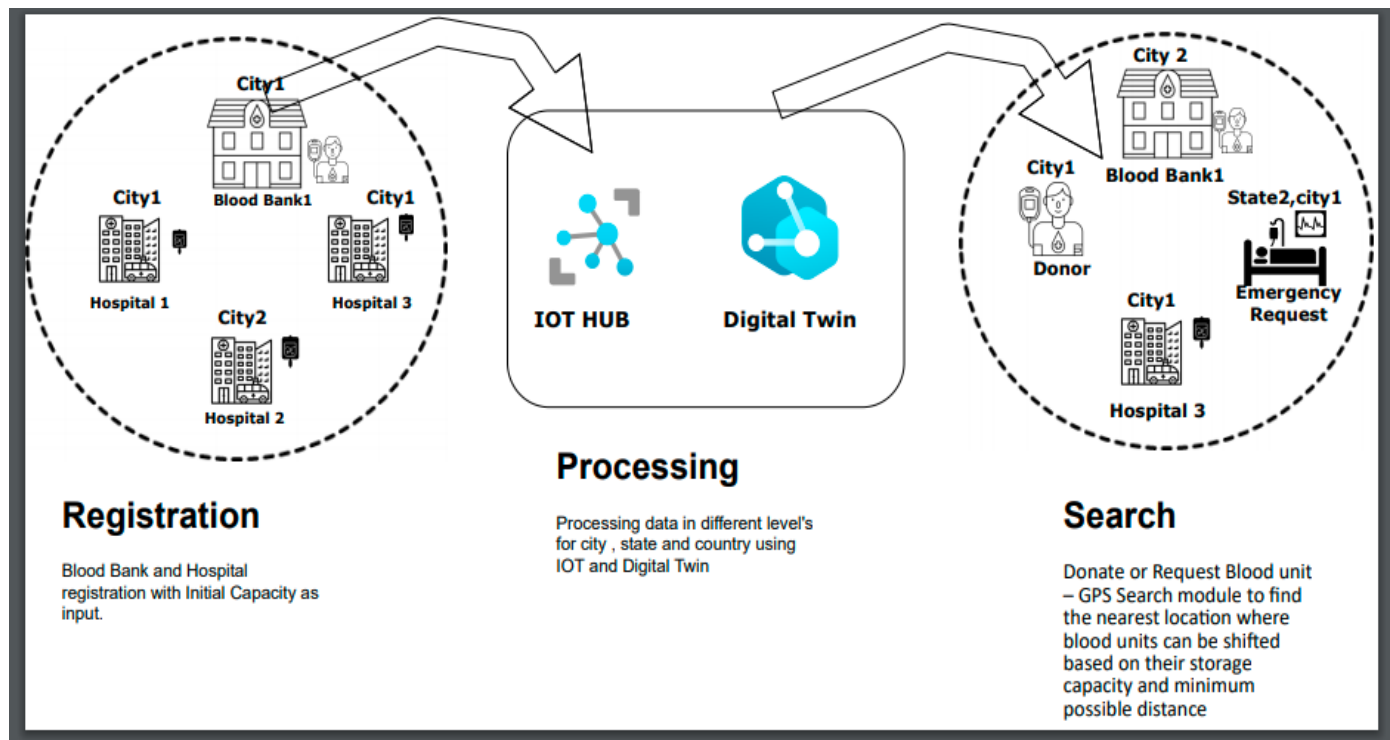 City1
Blood Bank1
City1
Hospital 1
City1
Hospital 3
City2
Hospital 2
Registration
Blood Bank and Hospital
registration with Initial Capacity as
input.
IOT HUB
Digital Twin
Processing
Processing data in different level's
for city , state and country using
IOT and Digital Twin
City 2
Blood Bank1
City1
Donor
State2,city1
Emergency
Request
City1
Hospital 3
Search
Donate or Request Blood unit
– GPS Search module to find
the nearest location where
blood units can be shifted
based on their storage
capacity and minimum
possible distance